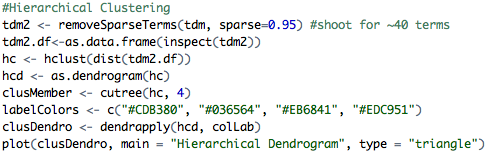 #Hierarchical Clustering
tdm2 <- removeSparseTerms(tdm, sparse=0.95) #shoot for ~40 terms
tdm2.df<-as.data.frame(inspect(tdm2))
hc <- hclust(dist(tdm2.df))
hcd <- as.dendrogram(hc)
clusMember <- cutree(hc, 4)
labelColors <- c("#CDB380", "#036564", "#EB6841", "#EDC951")
clusDendro <- dendrapply(hcd, colLab)
plot(clusDendro, main = "Hierarchical Dendrogram", type = "triangle")